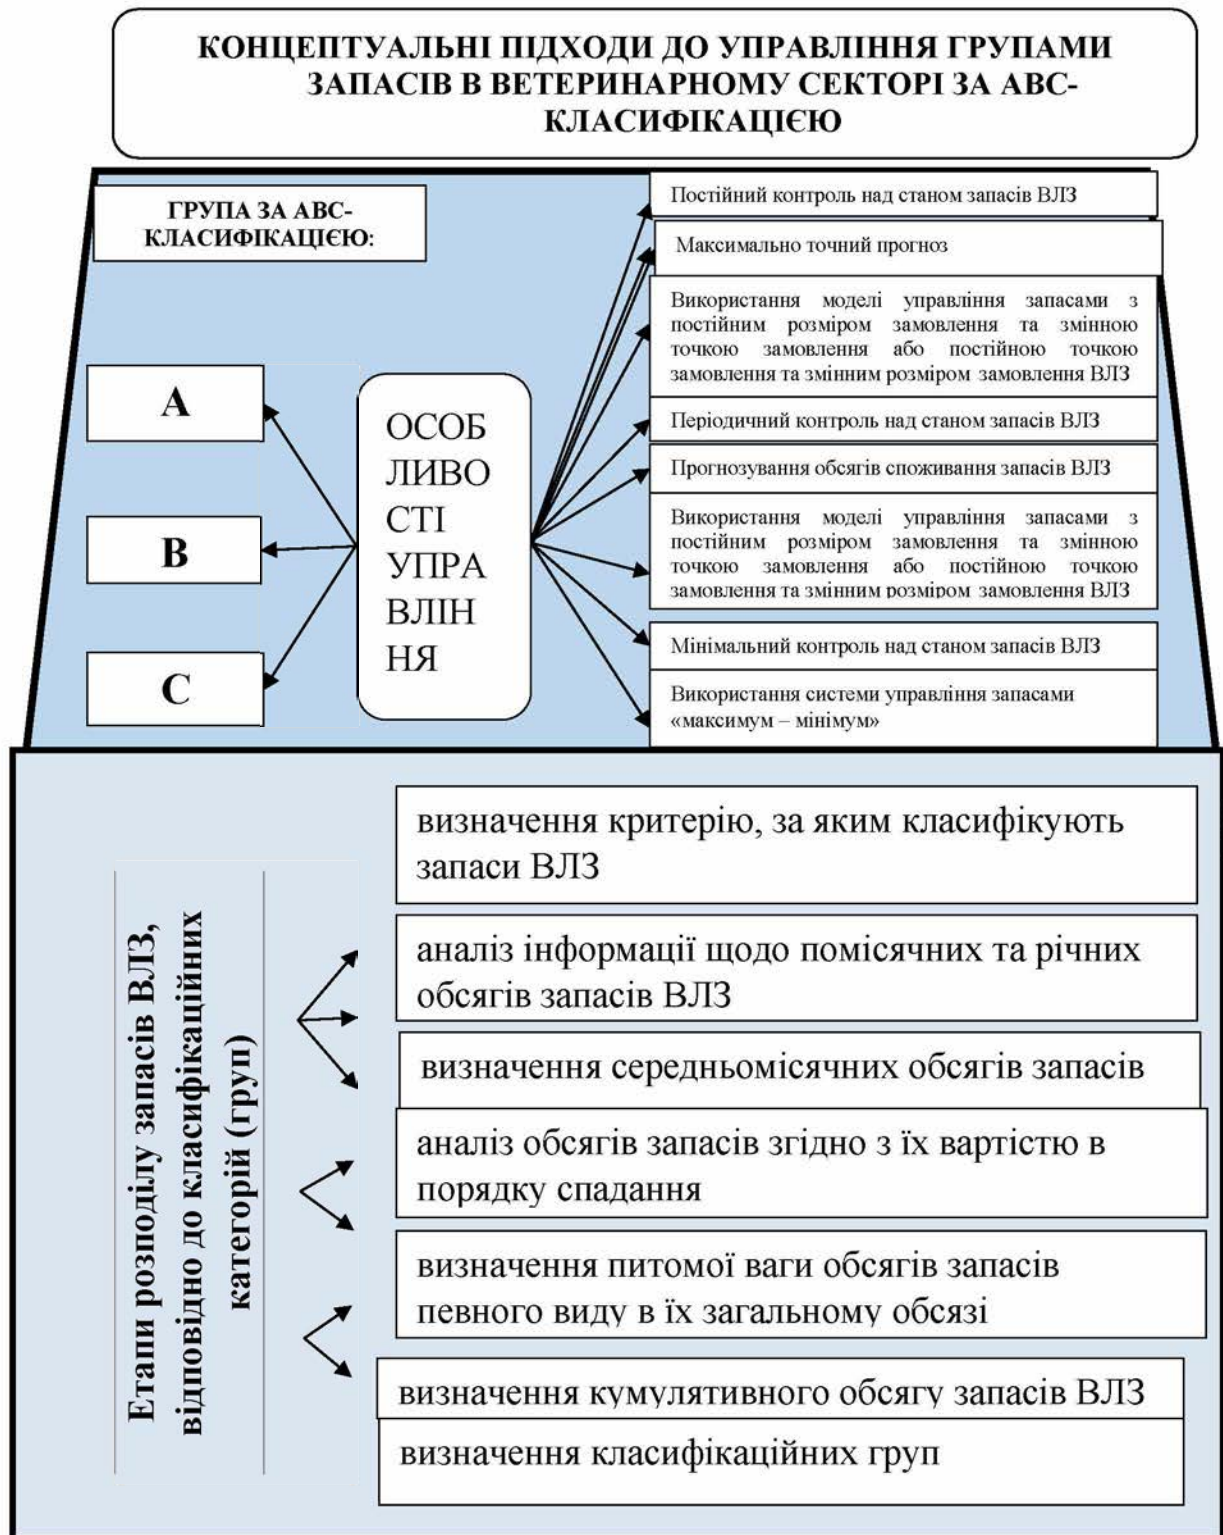 КОНЦЕПТУАЛЬНІ ПІДХОДИ ДО УПРАВЛІННЯ ГРУПАМИ
ЗАПАСІВ В ВЕТЕРИНАРНОМУ СЕКТОРІ ЗА АВС-
КЛАСИФІКАЦІЄЮ
ГРУПА ЗА АВС-
КЛАСИФІКАЦІЄЮ:
А
В
С
ОСОБ
ЛИВО
СТІ
УПРА
ВЛІН
НЯ
Постійний контроль над станом запасів ВЛЗ
Максимально точний прогноз
Використання моделі управління запасами з
постійним розміром замовлення та змінною
точкою замовлення або постійною точкою
замовлення та змінним розміром замовлення ВЛЗ
Періодичний контроль над станом запасів ВЛЗ
Прогнозування обсягів споживання запасів ВЛЗ
Використання моделі управління запасами з
постійним розміром замовлення та змінною
точкою замовлення або постійною точкою
замовлення та змінним розміром замовлення ВЛЗ
Мінімальний контроль над станом запасів ВЛЗ
Використання системи управління запасами
«максимум – мінімум»
Етапи розподілу запасів ВЛЗ,
відповідно до класифікаційних
категорій (груп)
визначення критерію, за яким класифікують
запаси ВЛЗ
аналіз інформації щодо помісячних та річних
обсягів запасів ВЛЗ
визначення середньомісячних обсягів запасів
аналіз обсягів запасів згідно з їх вартістю в
порядку спадання
визначення питомої ваги обсягів запасів
певного виду в їх загальному обсязі
визначення кумулятивного обсягу запасів ВЛЗ
визначення класифікаційних груп